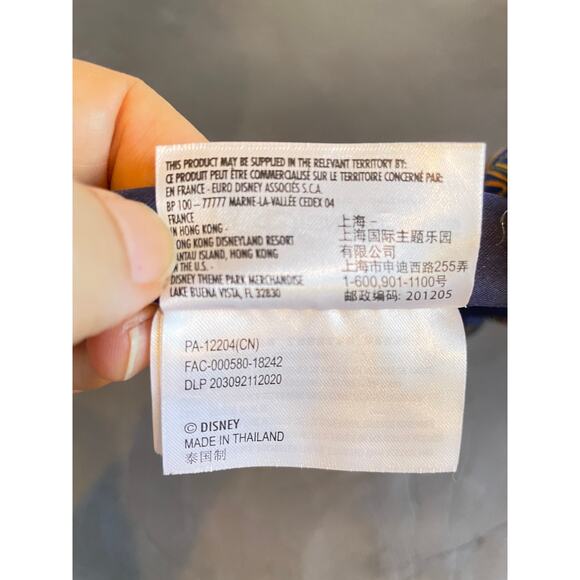 THIS PRODUCT MAY BE SUPPLIED IN THE RELEVANT TERRITORY BY:
CE PRODUIT PEUT ÊTRE COMMERCIALISÉ SUR LE TERRITOIRE CONCERNÉ PAR:
EN FRANCE - EURO DISNEY ASSOCIÉS S.C.A.
BP 100 – 77777 MARNE-LA-VALLÉE CEDEX 04
FRANCE
IN HONG KONG -
ONG KONG DISNEYLAND RESORT
ANTAU ISLAND, HONG KONG
IN THE U.S. -
DISNEY THEME PARK MERCHANDISE
LAKE BUENA VISTA, FL 32830
上海 -
上海国际主题乐园
有限公司
上海市申迪西路255弄
1-600,901-1100号
邮政编码: 201205
PA-12204(CN)
FAC-000580-18242
DLP 203092112020
© DISNEY
MADE IN THAILAND
泰国制